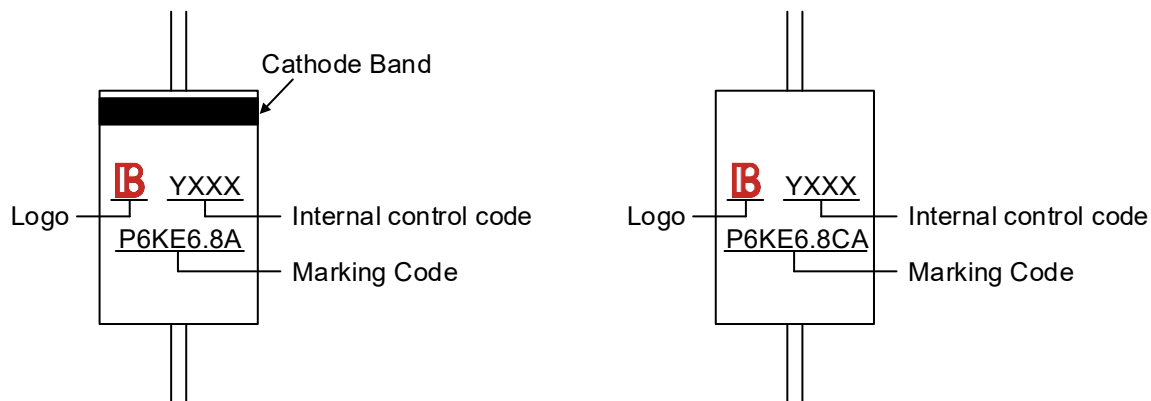 Cathode Band
B YXXX
Logo
Internal control code
P6KE6.8A
Marking Code
B YXXX
Logo
Internal control code
P6KE6.8CA
Marking Code